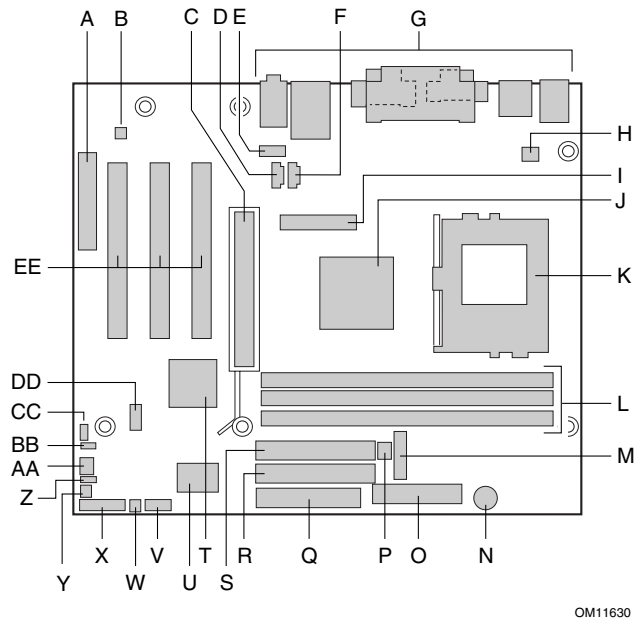 A B C D E F G
H
I
J
EE K
DD L
CC
BB
AA M
Z
Y X W V U T R S Q P O N
OM11630